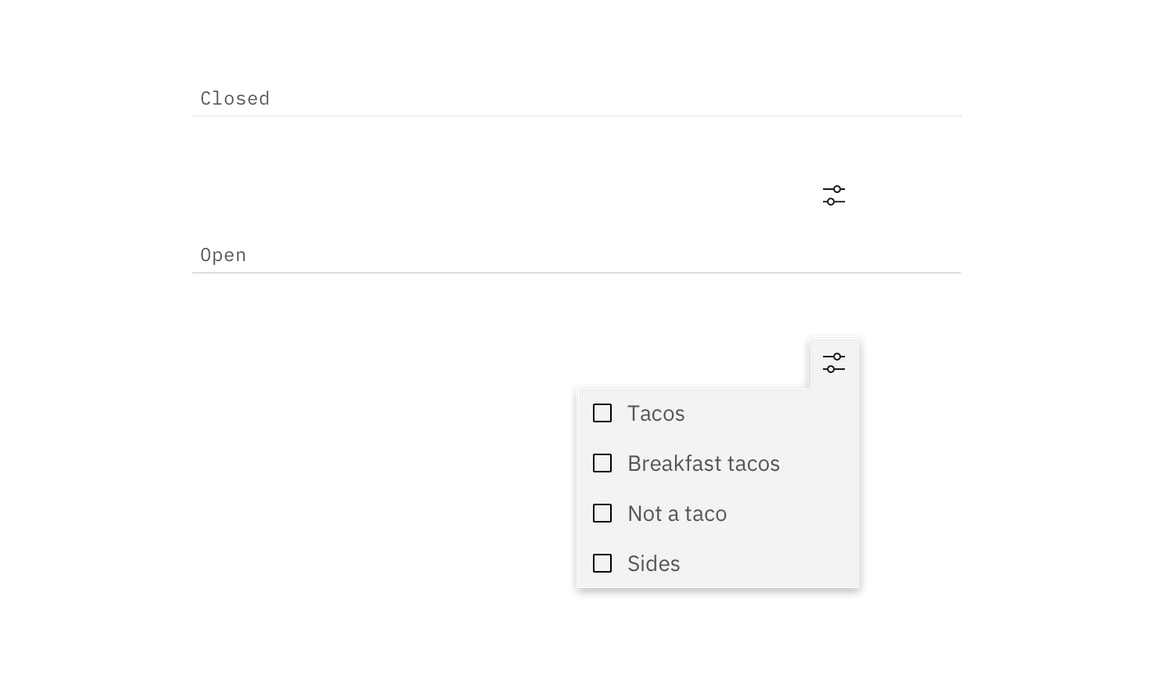 Closed
Open
Tacos
Breakfast tacos
Not a taco
Sides